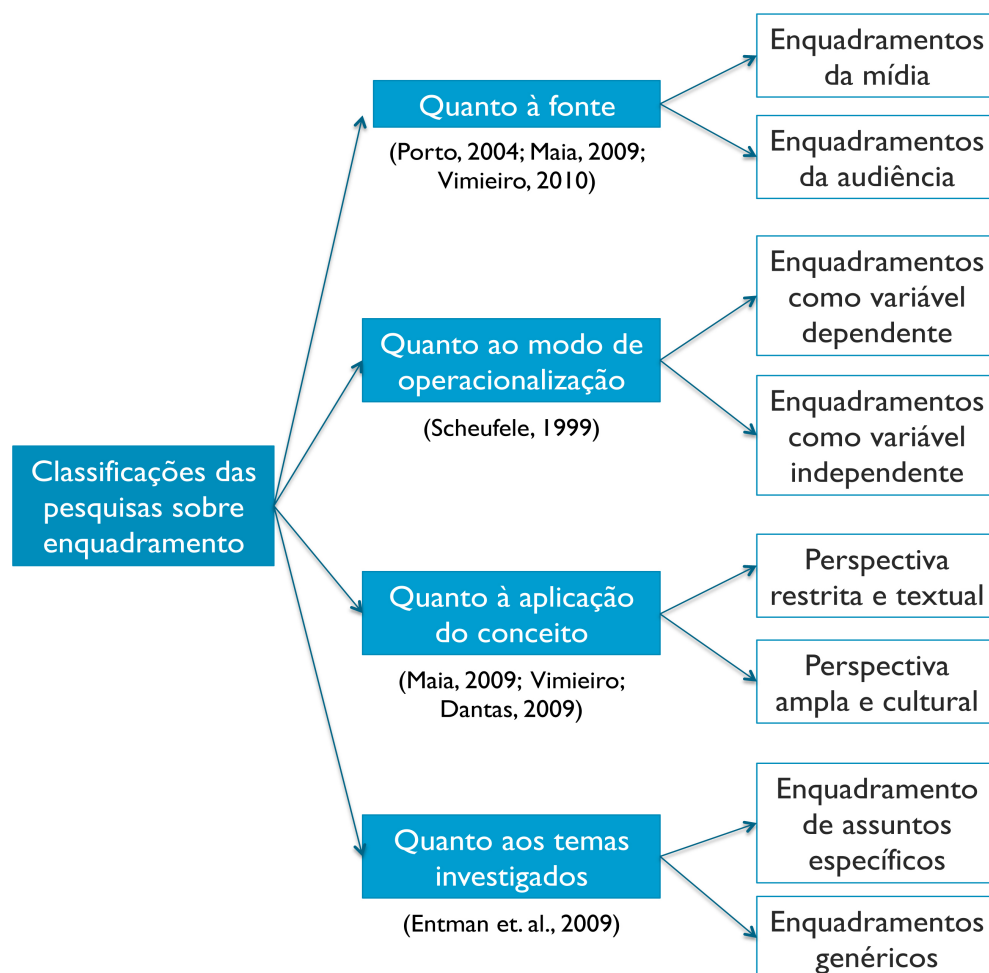 Classificações das
pesquisas sobre
enquadramento
Quanto à fonte
(Porto, 2004; Maia, 2009;
Vimieiro, 2010)
Enquadramentos
da mídia
Enquadramentos
da audiência
Quanto ao modo de
operacionalização
(Scheufele, 1999)
Enquadramentos
como variável
dependente
Enquadramentos
como variável
independente
Quanto à aplicação
do conceito
(Maia, 2009; Vimieiro;
Dantas, 2009)
Perspectiva
restrita e textual
Perspectiva
ampla e cultural
Quanto aos temas
investigados
(Entman et. al., 2009)
Enquadramento
de assuntos
específicos
Enquadramentos
genéricos